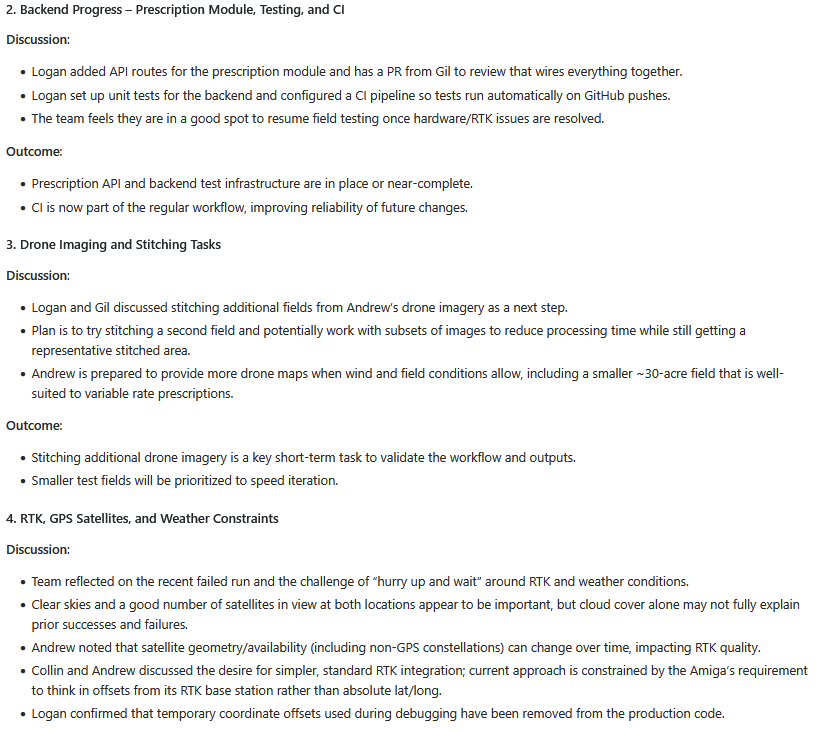 2. Backend Progress – Prescription Module, Testing, and CI
Discussion:
• Logan added API routes for the prescription module and has a PR from Gil to review that wires everything together.
• Logan set up unit tests for the backend and configured a CI pipeline so tests run automatically on GitHub pushes.
• The team feels they are in a good spot to resume field testing once hardware/RTK issues are resolved.
Outcome:
• Prescription API and backend test infrastructure are in place or near-complete.
• CI is now part of the regular workflow, improving reliability of future changes.
3. Drone Imaging and Stitching Tasks
Discussion:
• Logan and Gil discussed stitching additional fields from Andrew's drone imagery as a next step.
• Plan is to try stitching a second field and potentially work with subsets of images to reduce processing time while still getting a
representative stitched area.
• Andrew is prepared to provide more drone maps when wind and field conditions allow, including a smaller ~30-acre field that is well-
suited to variable rate prescriptions.
Outcome:
• Stitching additional drone imagery is a key short-term task to validate the workflow and outputs.
• Smaller test fields will be prioritized to speed iteration.
4. RTK, GPS Satellites, and Weather Constraints
Discussion:
• Team reflected on the recent failed run and the challenge of "hurry up and wait" around RTK and weather conditions.
• Clear skies and a good number of satellites in view at both locations appear to be important, but cloud cover alone may not fully explain
prior successes and failures.
• Andrew noted that satellite geometry/availability (including non-GPS constellations) can change over time, impacting RTK quality.
• Collin and Andrew discussed the desire for simpler, standard RTK integration; current approach is constrained by the Amiga's requirement
to think in offsets from its RTK base station rather than absolute lat/long.
• Logan confirmed that temporary coordinate offsets used during debugging have been removed from the production code.